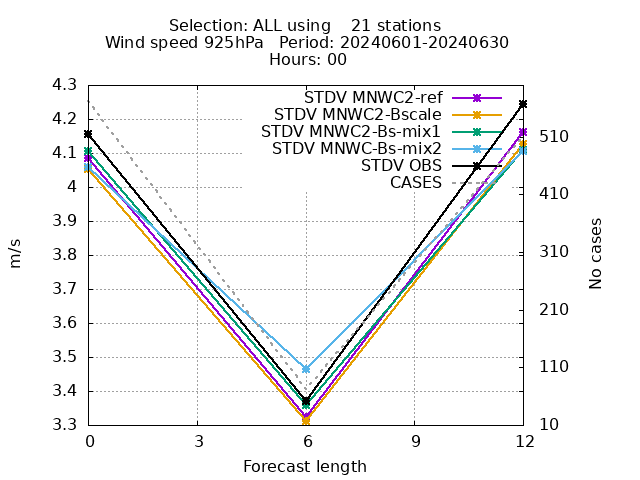 Selection: ALL using    21 stations
Wind speed 925hPa   Period: 20240601-20240630
Hours: 00
STDV MNWC2-ref
STDV MNWC2-Bscale
STDV MNWC2-Bs-mix1
STDV MNWC-Bs-mix2
STDV OBS
CASES
4.3
4.2
4.1
4
3.9
3.8
3.7
3.6
3.5
3.4
3.3
m/s
510
410
310
210
110
10
No cases
0 3 6 9 12
Forecast length